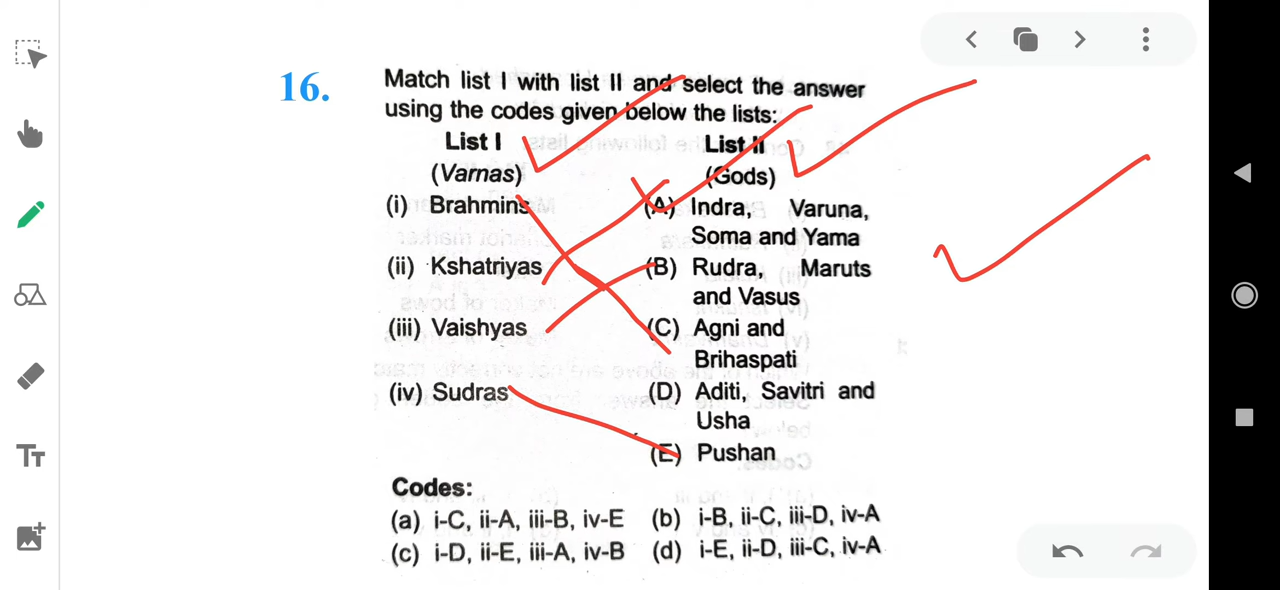 16.
Match list I with list II and select the answer
using the codes given below the lists:
List I List II
(Varnas) (Gods)
(i) Brahmins (A) Indra, Varuna,
Soma and Yama
(ii) Kshatriyas (B) Rudra, Maruts
and Vasus
(iii) Vaishyas (C) Agni and
Brihaspati
(iv) Sudras (D) Aditi, Savitri and
Usha
(E) Pushan
Codes:
(a) i-C, ii-A, iii-B, iv-E (b) i-B, ii-C, iii-D, iv-A
(c) i-D, ii-E, iii-A, iv-B (d) i-E, ii-D, iii-C, iv-A
TT